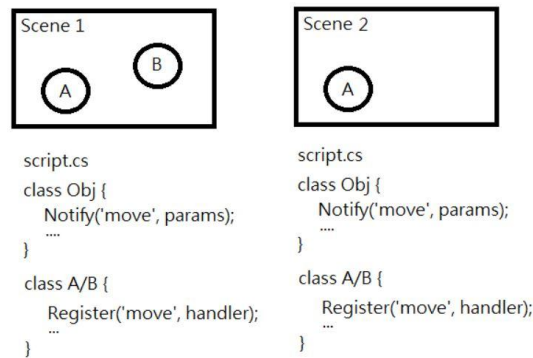 Scene 1
B
A
script.cs
class Obj {
Notify('move', params);
....
}
class A/B {
Register('move', handler);
...
}
Scene 2
A
script.cs
class Obj {
Notify('move', params);
....
}
class A/B {
Register('move', handler);
...
}